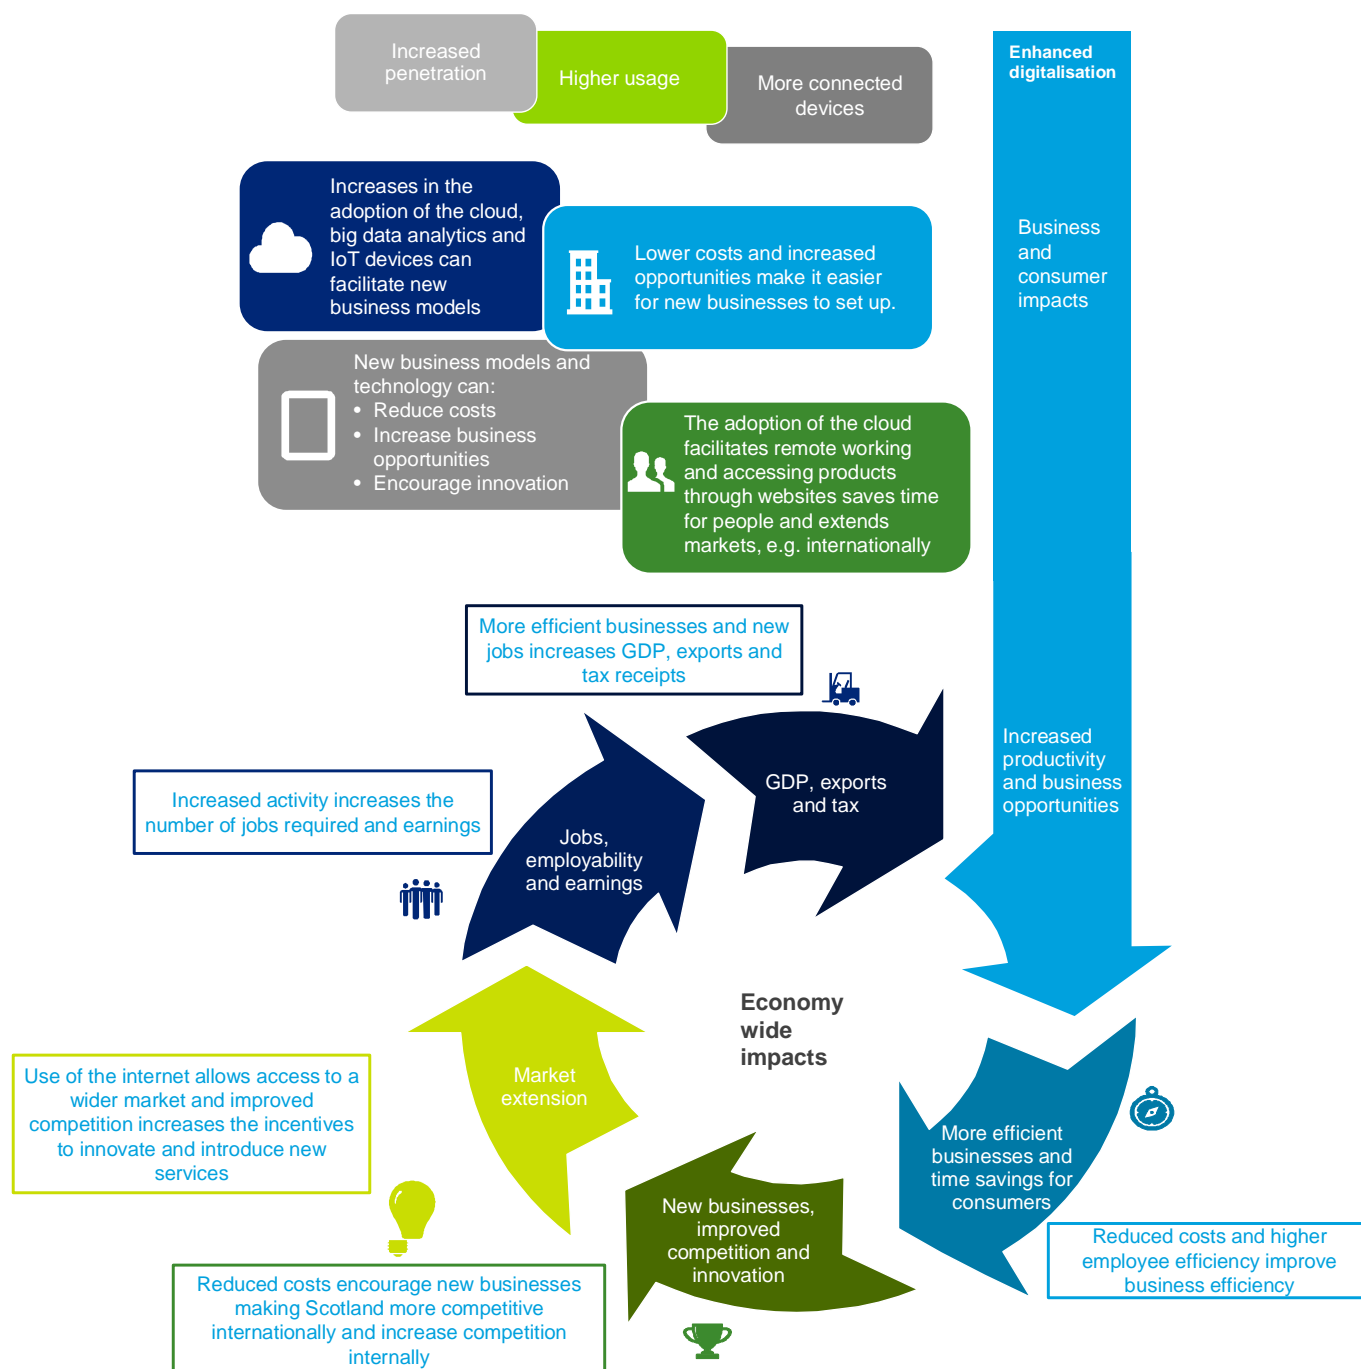 Increased
penetration
Higher usage
More connected
devices
Enhanced
digitalisation
Increases in the
adoption of the cloud,
big data analytics and
IoT devices can
facilitate new
business models
Lower costs and increased
opportunities make it easier
for new businesses to set up.
Business
and
consumer
impacts
New business models and
technology can:
• Reduce costs
• Increase business
opportunities
• Encourage innovation
The adoption of the cloud
facilitates remote working
and accessing products
through websites saves time
for people and extends
markets, e.g. internationally
More efficient businesses and new
jobs increases GDP, exports and
tax receipts
Increased
productivity
and business
opportunities
GDP, exports
and tax
Increased activity increases the
number of jobs required and earnings
Jobs,
employability
and earnings
Economy
wide
impacts
Market
extension
Use of the internet allows access to a
wider market and improved
competition increases the incentives
to innovate and introduce new
services
More efficient
businesses and
time savings for
consumers
New businesses,
improved
competition and
innovation
Reduced costs and higher
employee efficiency improve
business efficiency
Reduced costs encourage new businesses
making Scotland more competitive
internationally and increase competition
internally